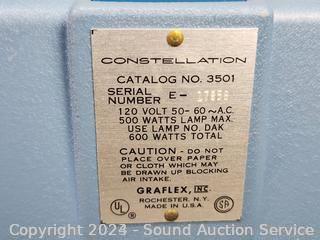 CONSTELLATION
CATALOG NO. 3501
SERIAL
NUMBER E-
120 VOLT 50-60~A.C.
500 WATTS LAMP MAX.
USE LAMP NO. DAK
600 WATTS TOTAL
CAUTION - DO NOT
PLACE OVER PAPER
OR CLOTH WHICH MAY
BE DRAWN UP BLOCKING
AIR INTAKE.
GRAFLEX, INC.
ROCHESTER, N.Y.
MADE IN U.S.A.
UL
SA
Copyright 2024 - Sound Auction Service